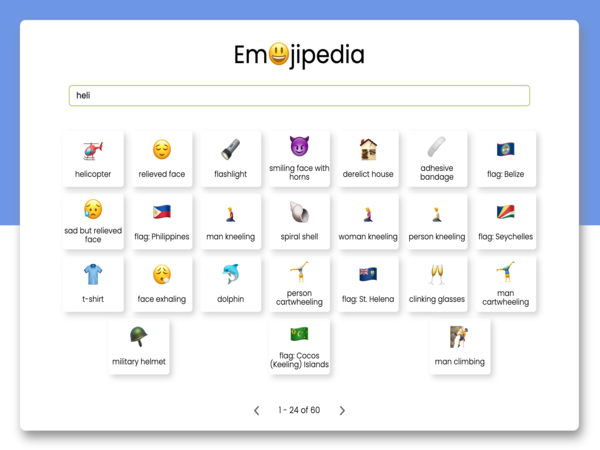 Em😃jipedia
heli
helicopter
relieved face
flashlight
smiling face with
horns
derelict house
adhesive
bandage
flag: Belize
sad but relieved
face
flag: Philippines
man kneeling
spiral shell
woman kneeling
person kneeling
flag: Seychelles
t-shirt
face exhaling
dolphin
person
cartwheeling
flag: St. Helena
clinking glasses
man
cartwheeling
military helmet
flag: Cocos
(Keeling) Islands
man climbing
1 - 24 of 60